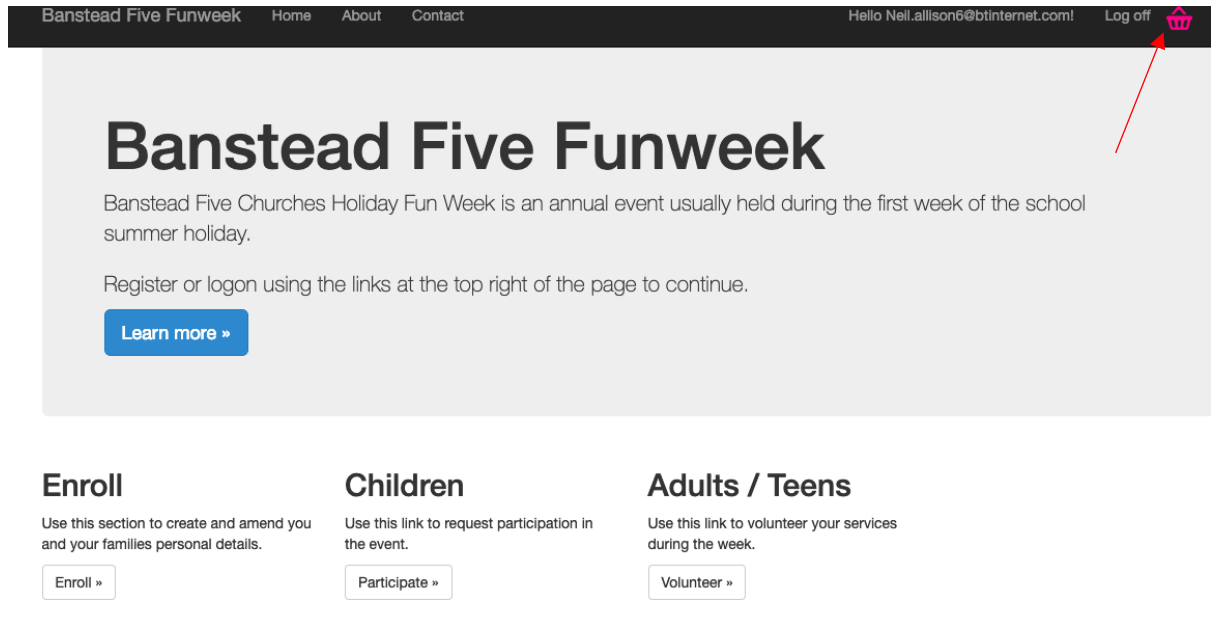 Banstead Five Funweek Home About Contact Hello Neil.allison6@btinternet.com! Log off
Banstead Five Funweek
Banstead Five Churches Holiday Fun Week is an annual event usually held during the first week of the school
summer holiday.
Register or logon using the links at the top right of the page to continue.
Learn more »
Enroll
Use this section to create and amend you
and your families personal details.
Enroll »
Children
Use this link to request participation in
the event.
Participate »
Adults / Teens
Use this link to volunteer your services
during the week.
Volunteer »